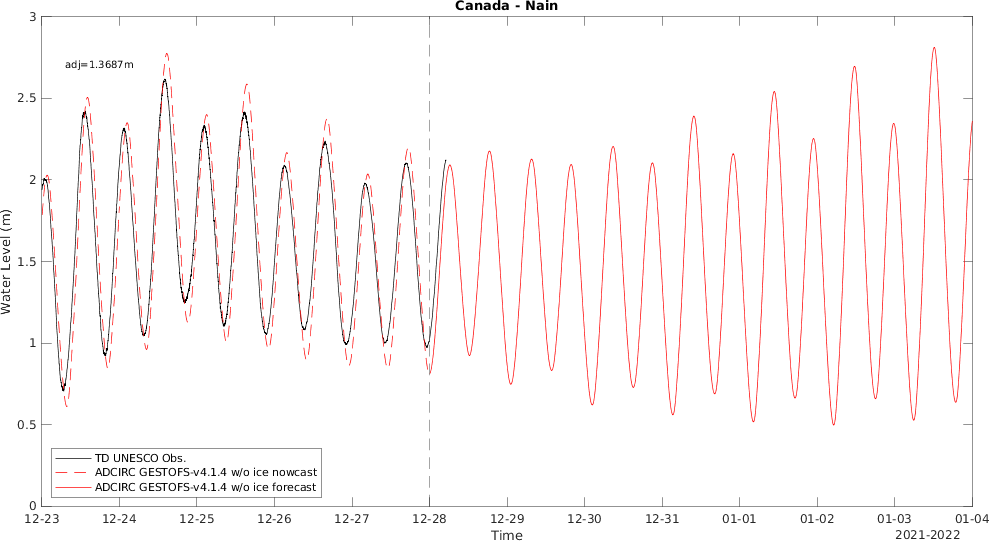 Canada - Nain
adj=1.3687m
3
2.5
2
1.5
1
0.5
0
Water Level (m)
TD UNESCO Obs.
ADCIRC GESTOFS-v4.1.4 w/o ice nowcast
ADCIRC GESTOFS-v4.1.4 w/o ice forecast
12-23 12-24 12-25 12-26 12-27 12-28 12-29 12-30 12-31 01-01 01-02 01-03 01-04
Time
2021-2022